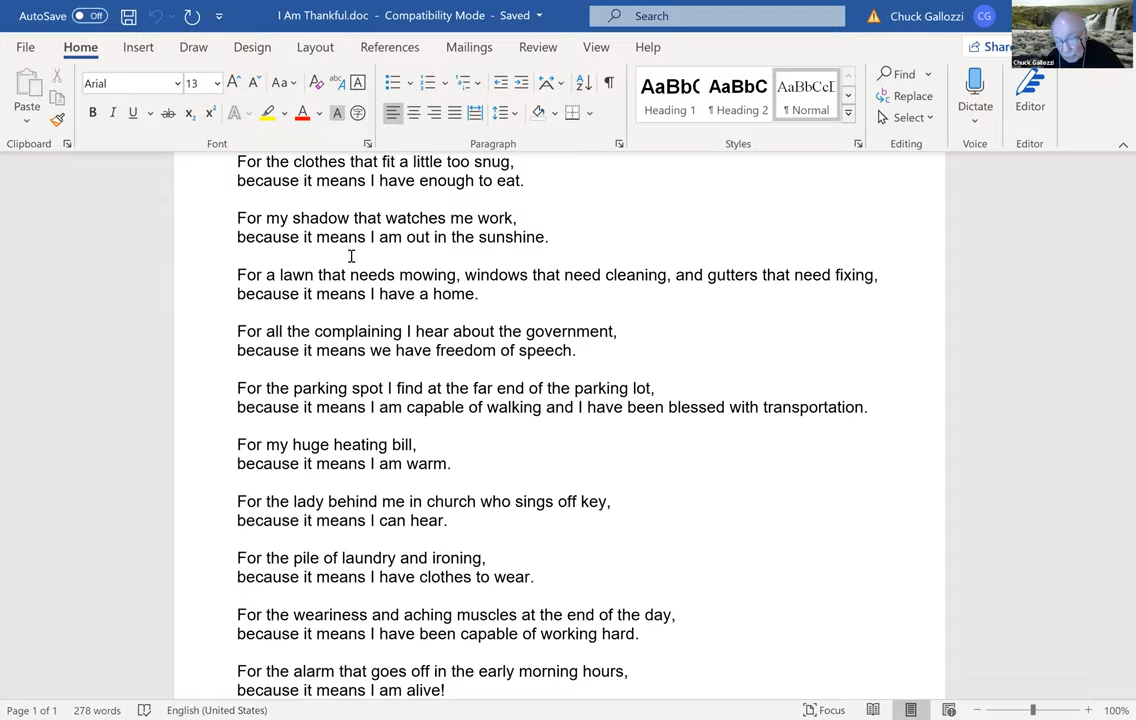 AutoSave Off I Am Thankful.doc - Compatibility Mode - Saved Search Chuck Gallozzi CG
Chuck Gallozzi
File Home Insert Draw Design Layout References Mailings Review View Help Share
Paste Arial 13 Aa
B I U ab x2 x2 A A A
AaBbC AaBbC AaBbCcD
Heading 1 ¶ Heading 2 ¶ Normal
Find
Replace
Select
Dictate Editor
Clipboard Font Paragraph Styles Editing Voice Editor
For the clothes that fit a little too snug,
because it means I have enough to eat.
For my shadow that watches me work,
because it means I am out in the sunshine.
For a lawn that needs mowing, windows that need cleaning, and gutters that need fixing,
because it means I have a home.
For all the complaining I hear about the government,
because it means we have freedom of speech.
For the parking spot I find at the far end of the parking lot,
because it means I am capable of walking and I have been blessed with transportation.
For my huge heating bill,
because it means I am warm.
For the lady behind me in church who sings off key,
because it means I can hear.
For the pile of laundry and ironing,
because it means I have clothes to wear.
For the weariness and aching muscles at the end of the day,
because it means I have been capable of working hard.
For the alarm that goes off in the early morning hours,
because it means I am alive!
Page 1 of 1 278 words English (United States) Focus 100%